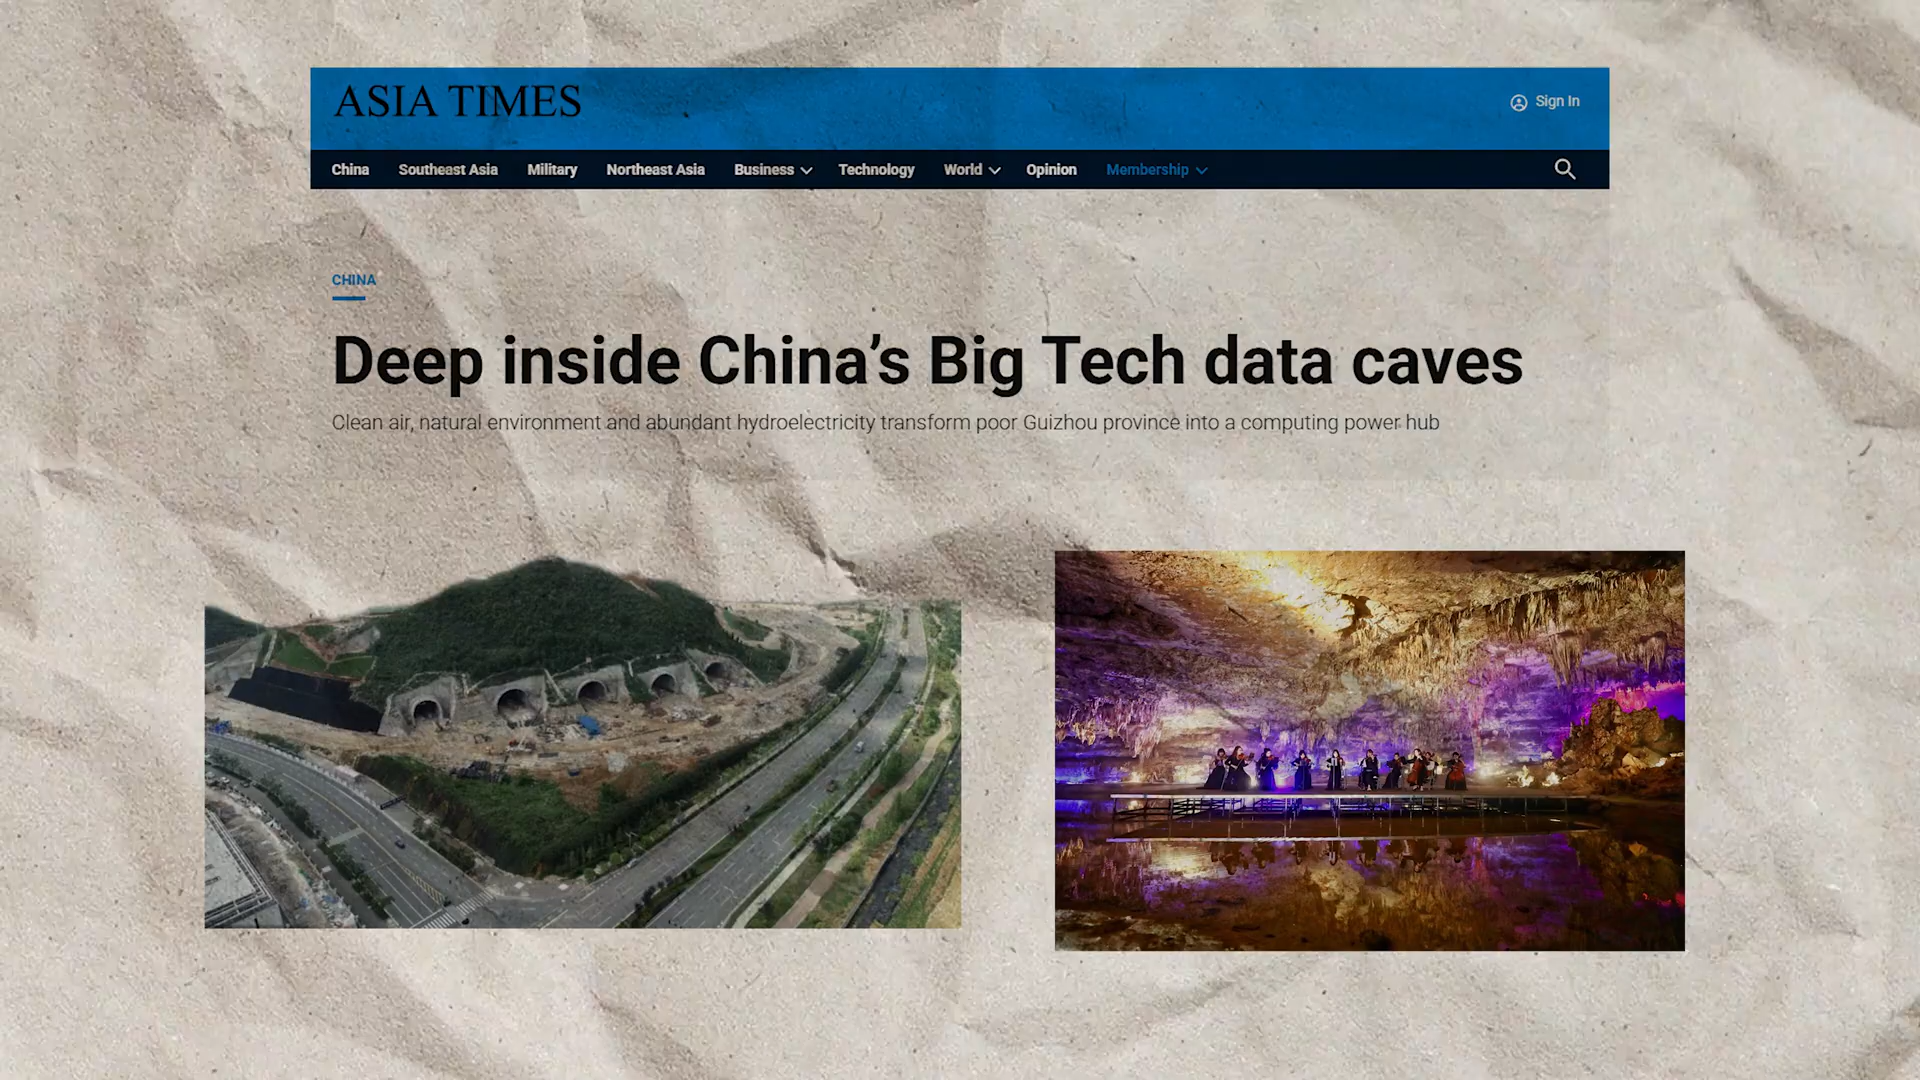 ASIA TIMES
Sign In
China Southeast Asia Military Northeast Asia Business Technology World Opinion Membership
CHINA
Deep inside China’s Big Tech data caves
Clean air, natural environment and abundant hydroelectricity transform poor Guizhou province into a computing power hub